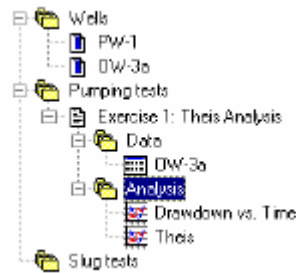 Wells
PW-1
OW-3a
Pumping tests
Exercise 1: Theis Analysis
Data
OW-3a
Analysis
Drawdown vs. Time
Theis
Slug tests